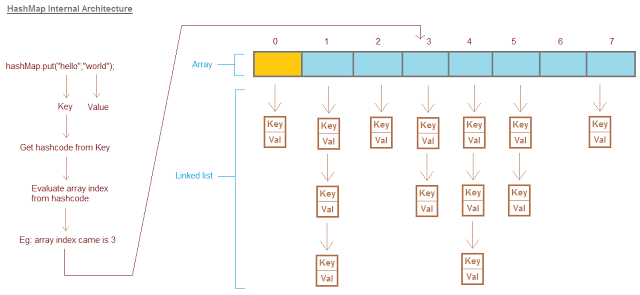 HashMap Internal Architecture
0 1 2 3 4 5 6 7
hashMap.put("hello","world");
Array
Key Value
Key Key Key Key Key Key Key
Val Val Val Val Val Val Val
Get hashcode from Key
Linked list
Evaluate array index
from hashcode
Key Key Key Key
Val Val Val Val
Eg: array index came is 3
Key Key
Val Val